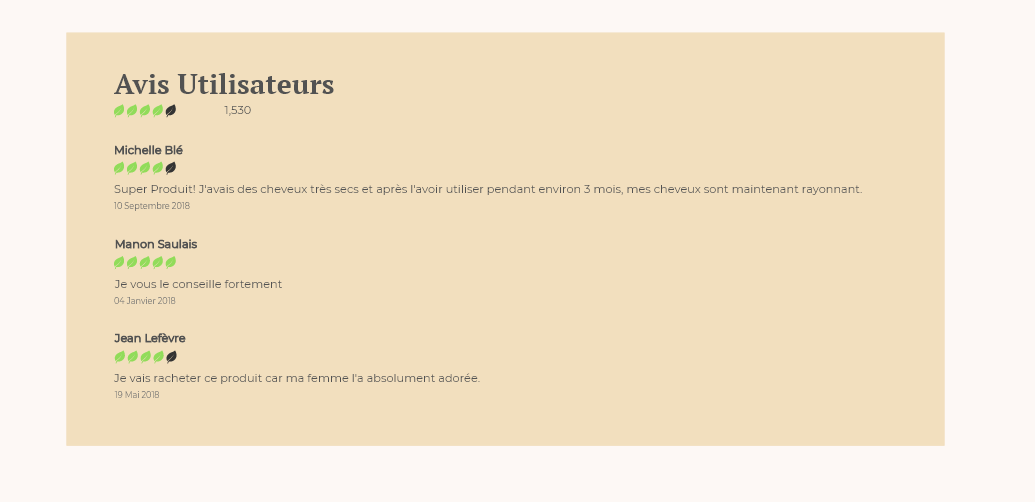 Avis Utilisateurs
1,530
Michelle Blé
Super Produit! J'avais des cheveux très secs et après l'avoir utiliser pendant environ 3 mois, mes cheveux sont maintenant rayonnant.
10 Septembre 2018
Manon Saulais
Je vous le conseille fortement
04 Janvier 2018
Jean Lefèvre
Je vais racheter ce produit car ma femme l'a absolument adorée.
19 Mai 2018